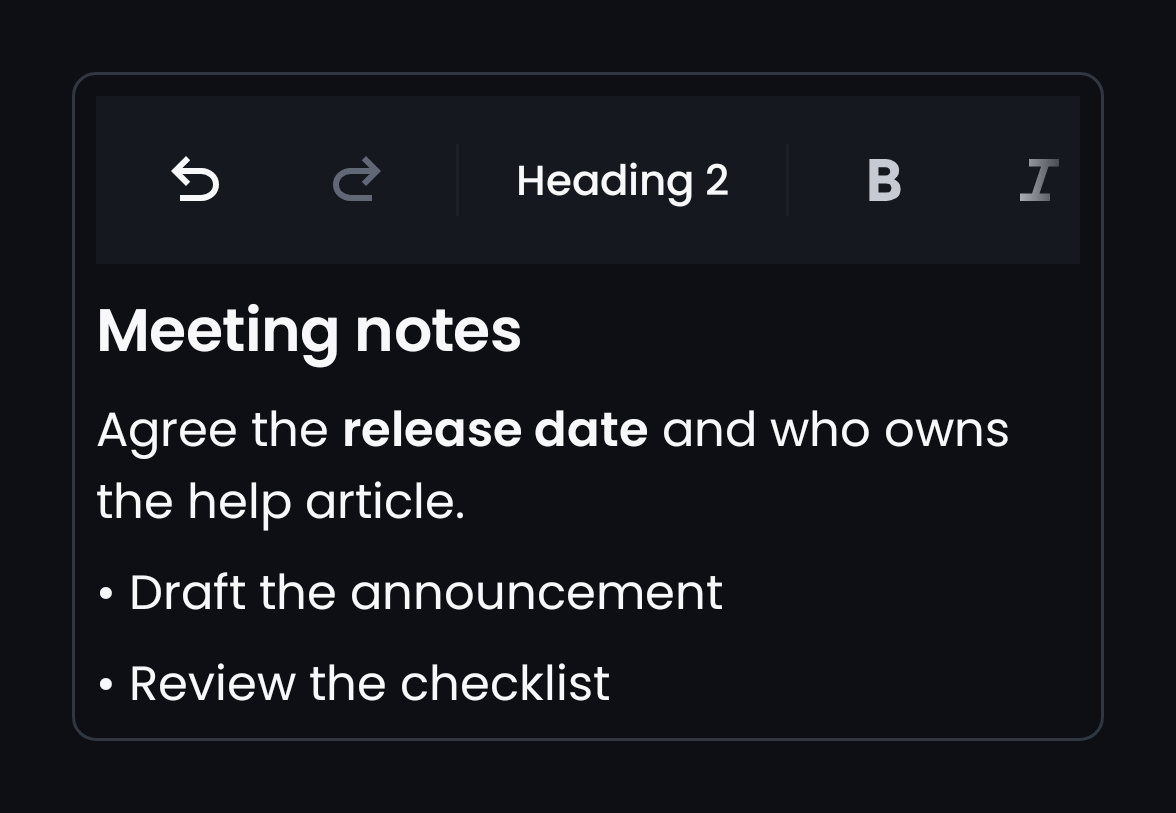 Heading 2 B I
Meeting notes
Agree the release date and who owns
the help article.
• Draft the announcement
• Review the checklist